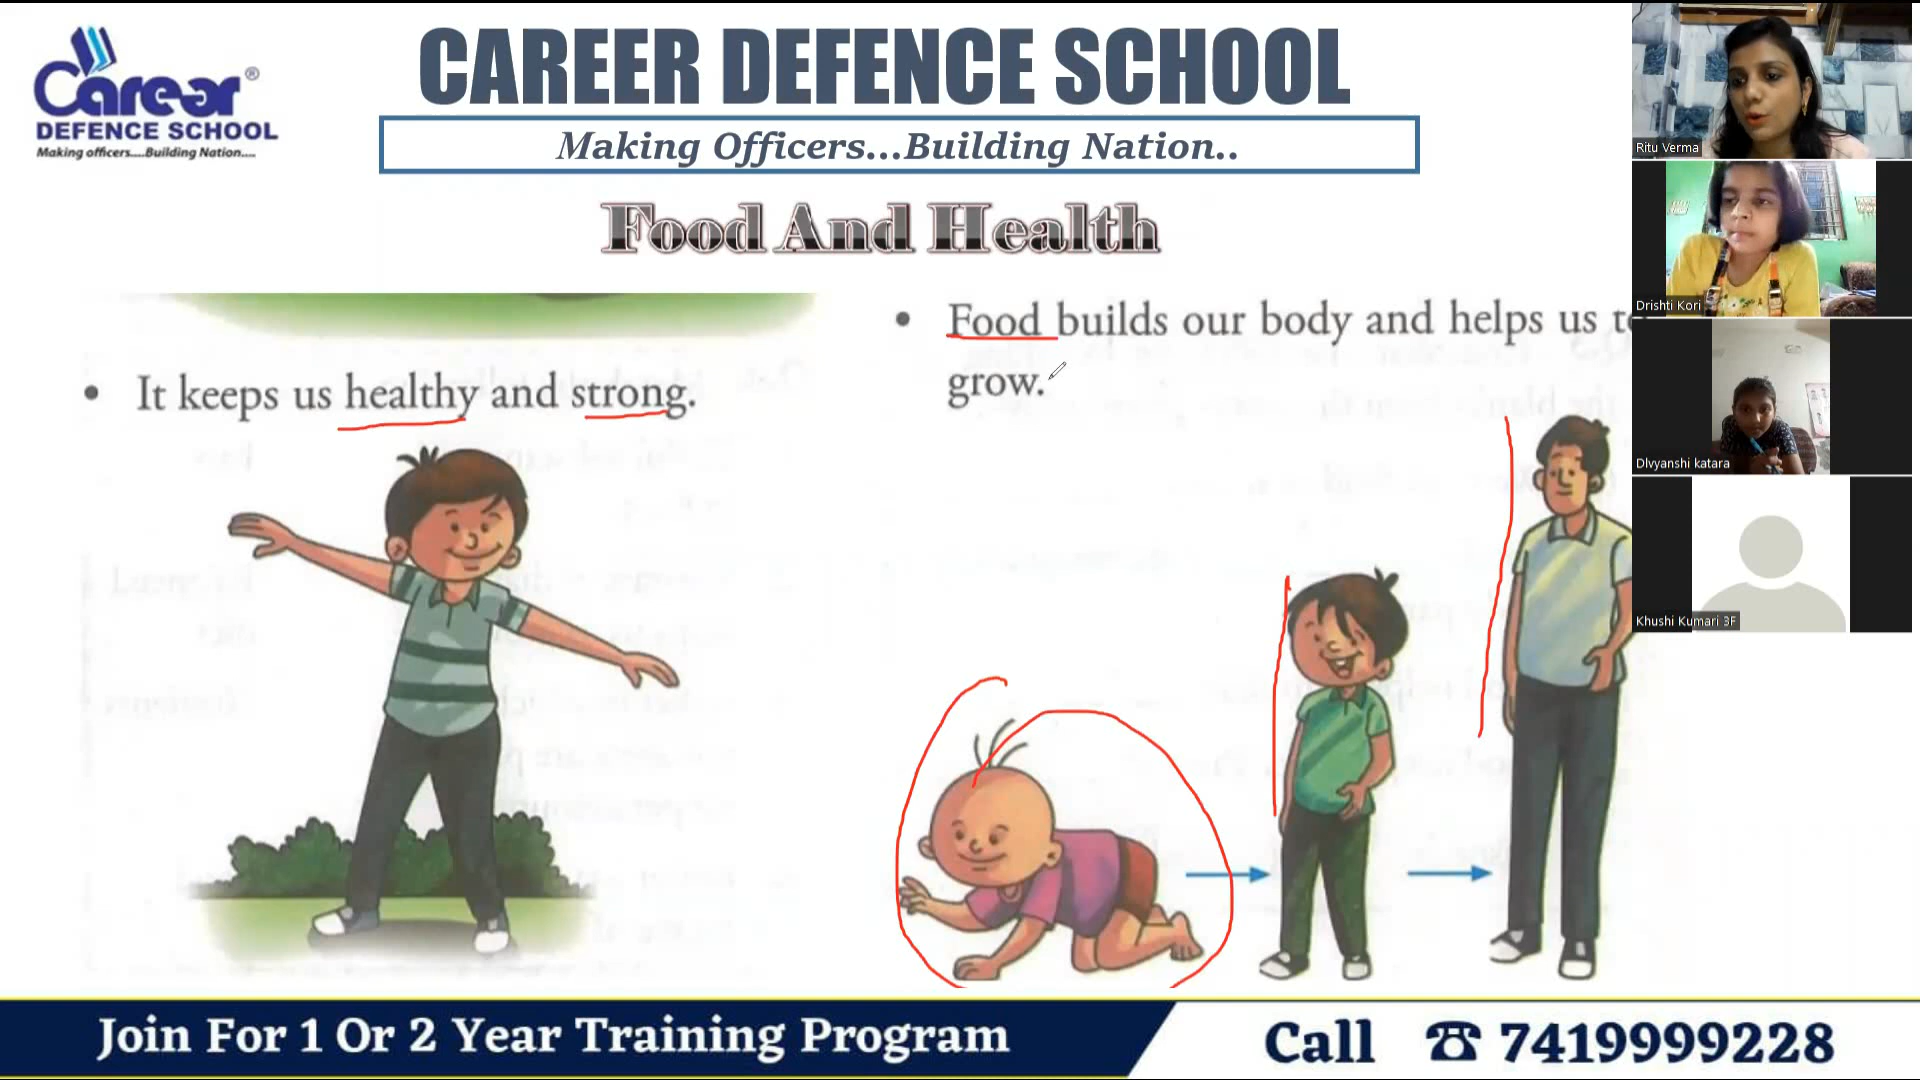 Carear®
DEFENCE SCHOOL
Making officers....Building Nation....
CAREER DEFENCE SCHOOL
Making Officers...Building Nation..
Food And Health
• It keeps us healthy and strong.
• Food builds our body and helps us to
grow.
Ritu Verma
Drishti Kori
DIvyanshi katara
Khushi Kumari 3F
Join For 1 Or 2 Year Training Program
Call ☎ 7419999228